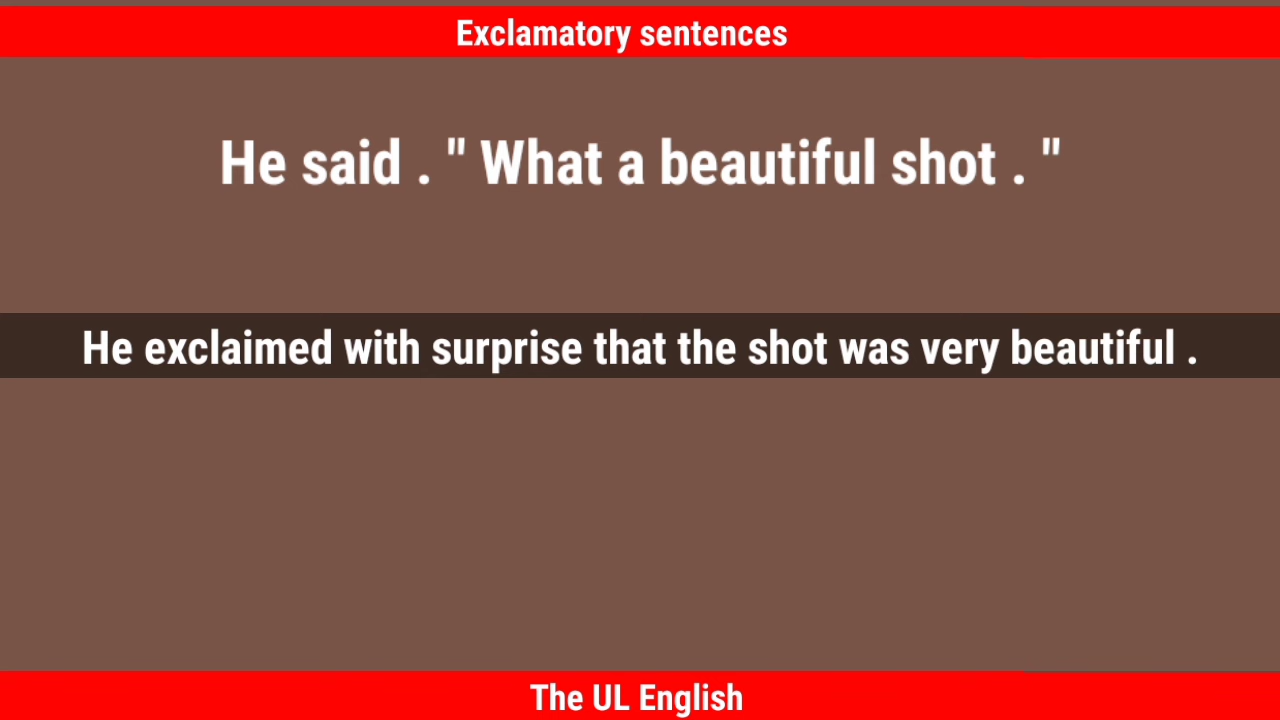 Exclamatory sentences
He said . " What a beautiful shot . "
He exclaimed with surprise that the shot was very beautiful .
The UL English